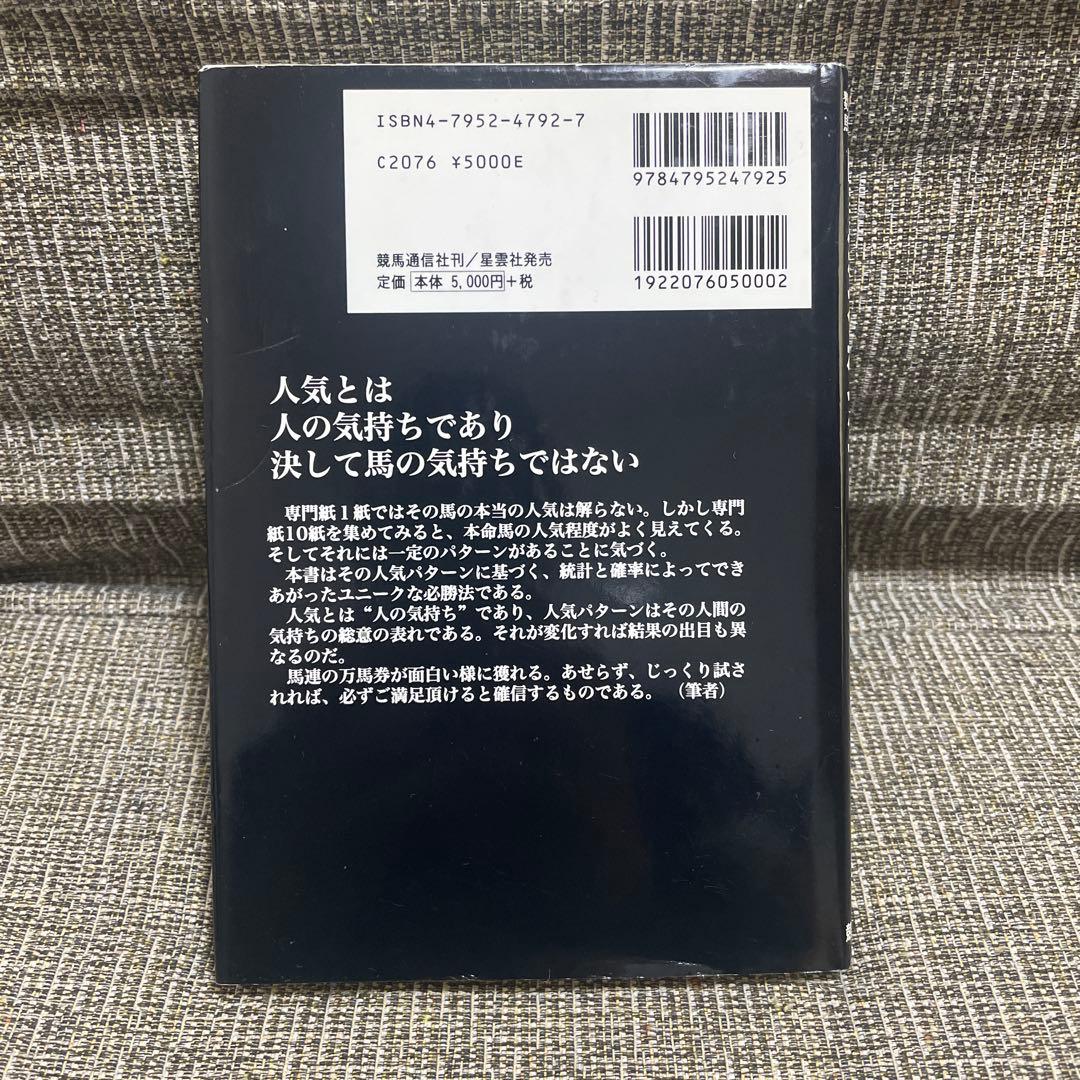 ISBN4-7952-4792-7
C2076 ¥5000E
9784795247925
競馬通信社刊／星雲社発売
定価 本体 5,000円+税
1922076050002
人気とは
人の気持ちであり
決して馬の気持ちではない
専門紙1紙ではその馬の本当の人気は解らない。しかし専門
紙10紙を集めてみると、本命馬の人気程度がよく見えてくる。
そしてそれには一定のパターンがあることに気づく。
本書はその人気パターンに基づく、統計と確率によってでき
あがったユニークな必勝法である。
人気とは“人の気持ち”であり、人気パターンはその人間の
気持ちの総意の表れである。それが変化すれば結果の出目も異
なるのだ。
馬連の万馬券が面白い様に獲れる。あせらず、じっくり試さ
れれば、必ずご満足頂けると確信するものである。（筆者）